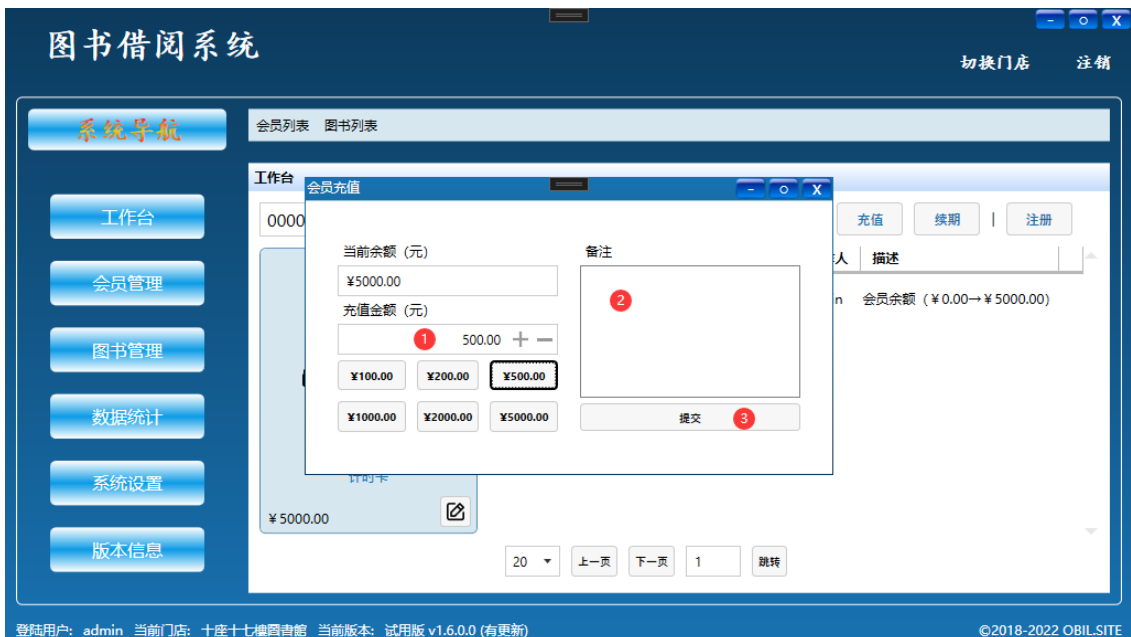 图书借阅系统
- O X
切换门店 注销
系统导航
会员列表 图书列表
工作台
会员充值
- O X
工作台
会员管理
图书管理
数据统计
系统设置
版本信息
0000
充值 续期 | 注册
人 描述
n 会员余额（¥0.00→¥5000.00）
当前余额（元）
¥5000.00
充值金额（元）
1 500.00 + —
¥100.00 ¥200.00 ¥500.00
¥1000.00 ¥2000.00 ¥5000.00
备注
2
提交 3
计时卡
¥5000.00
20 上一页 下一页 1 跳转
登陆用户: admin 当前门店: 十座十七樓圖書館 当前版本: 试用版 v1.6.0.0 (有更新)
©2018-2022 OBIL.SITE